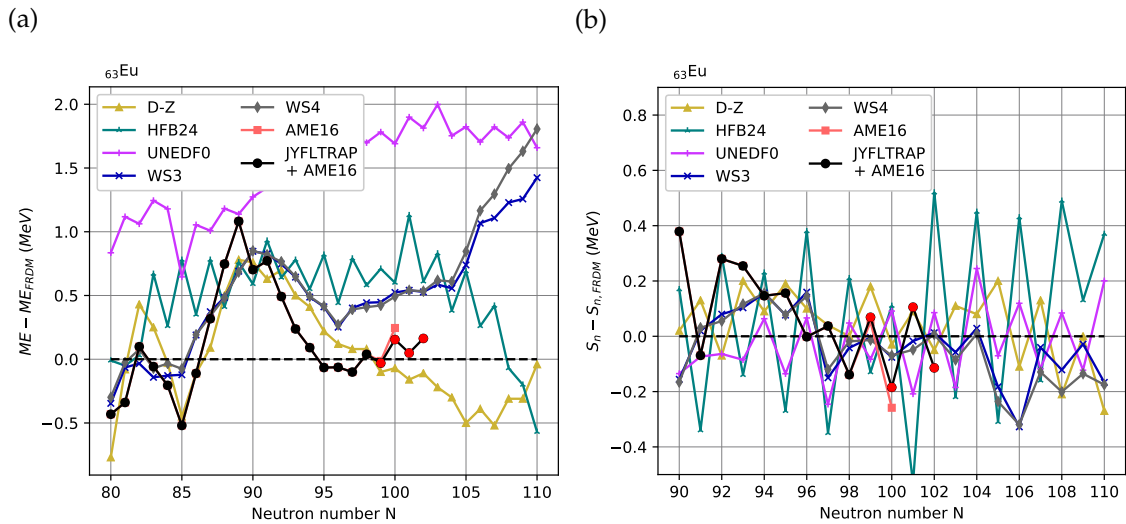 (a)
(b)
₆₃Eu
D-Z
HFB24
UNEDF0
WS3
WS4
AME16
JYFLTRAP
+ AME16
ME − ME_FRDM (MeV)
2.0
1.5
1.0
0.5
0.0
−0.5
80
85
90
95
100
105
110
Neutron number N
₆₃Eu
D-Z
HFB24
UNEDF0
WS3
WS4
AME16
JYFLTRAP
+ AME16
S_n − S_n, FRDM (MeV)
0.8
0.6
0.4
0.2
0.0
−0.2
−0.4
90
92
94
96
98
100
102
104
106
108
110
Neutron number N